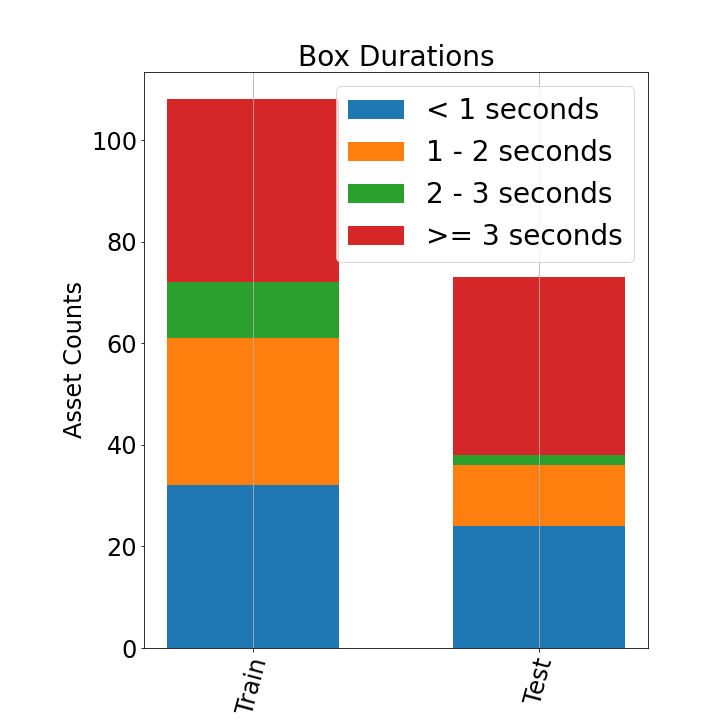 Box Durations
< 1 seconds
1 - 2 seconds
2 - 3 seconds
>= 3 seconds
Asset Counts
100
80
60
40
20
0
Train
Test